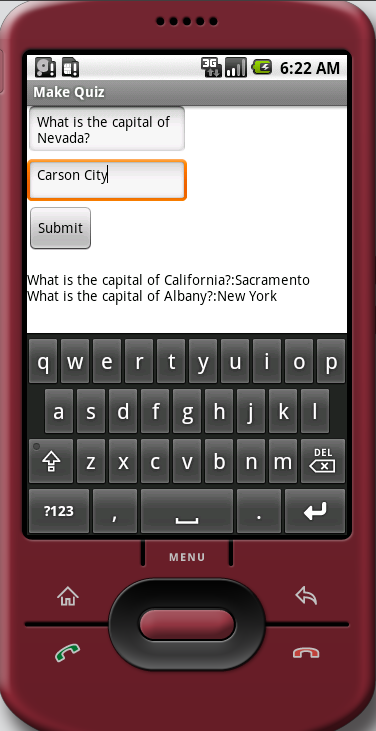 3G
6:22 AM
Make Quiz
What is the capital of
Nevada?
Carson City
Submit
What is the capital of California?:Sacramento
What is the capital of Albany?:New York
q w e r t y u i o p
a s d f g h j k l
z x c v b n m DEL
?123 , .
MENU